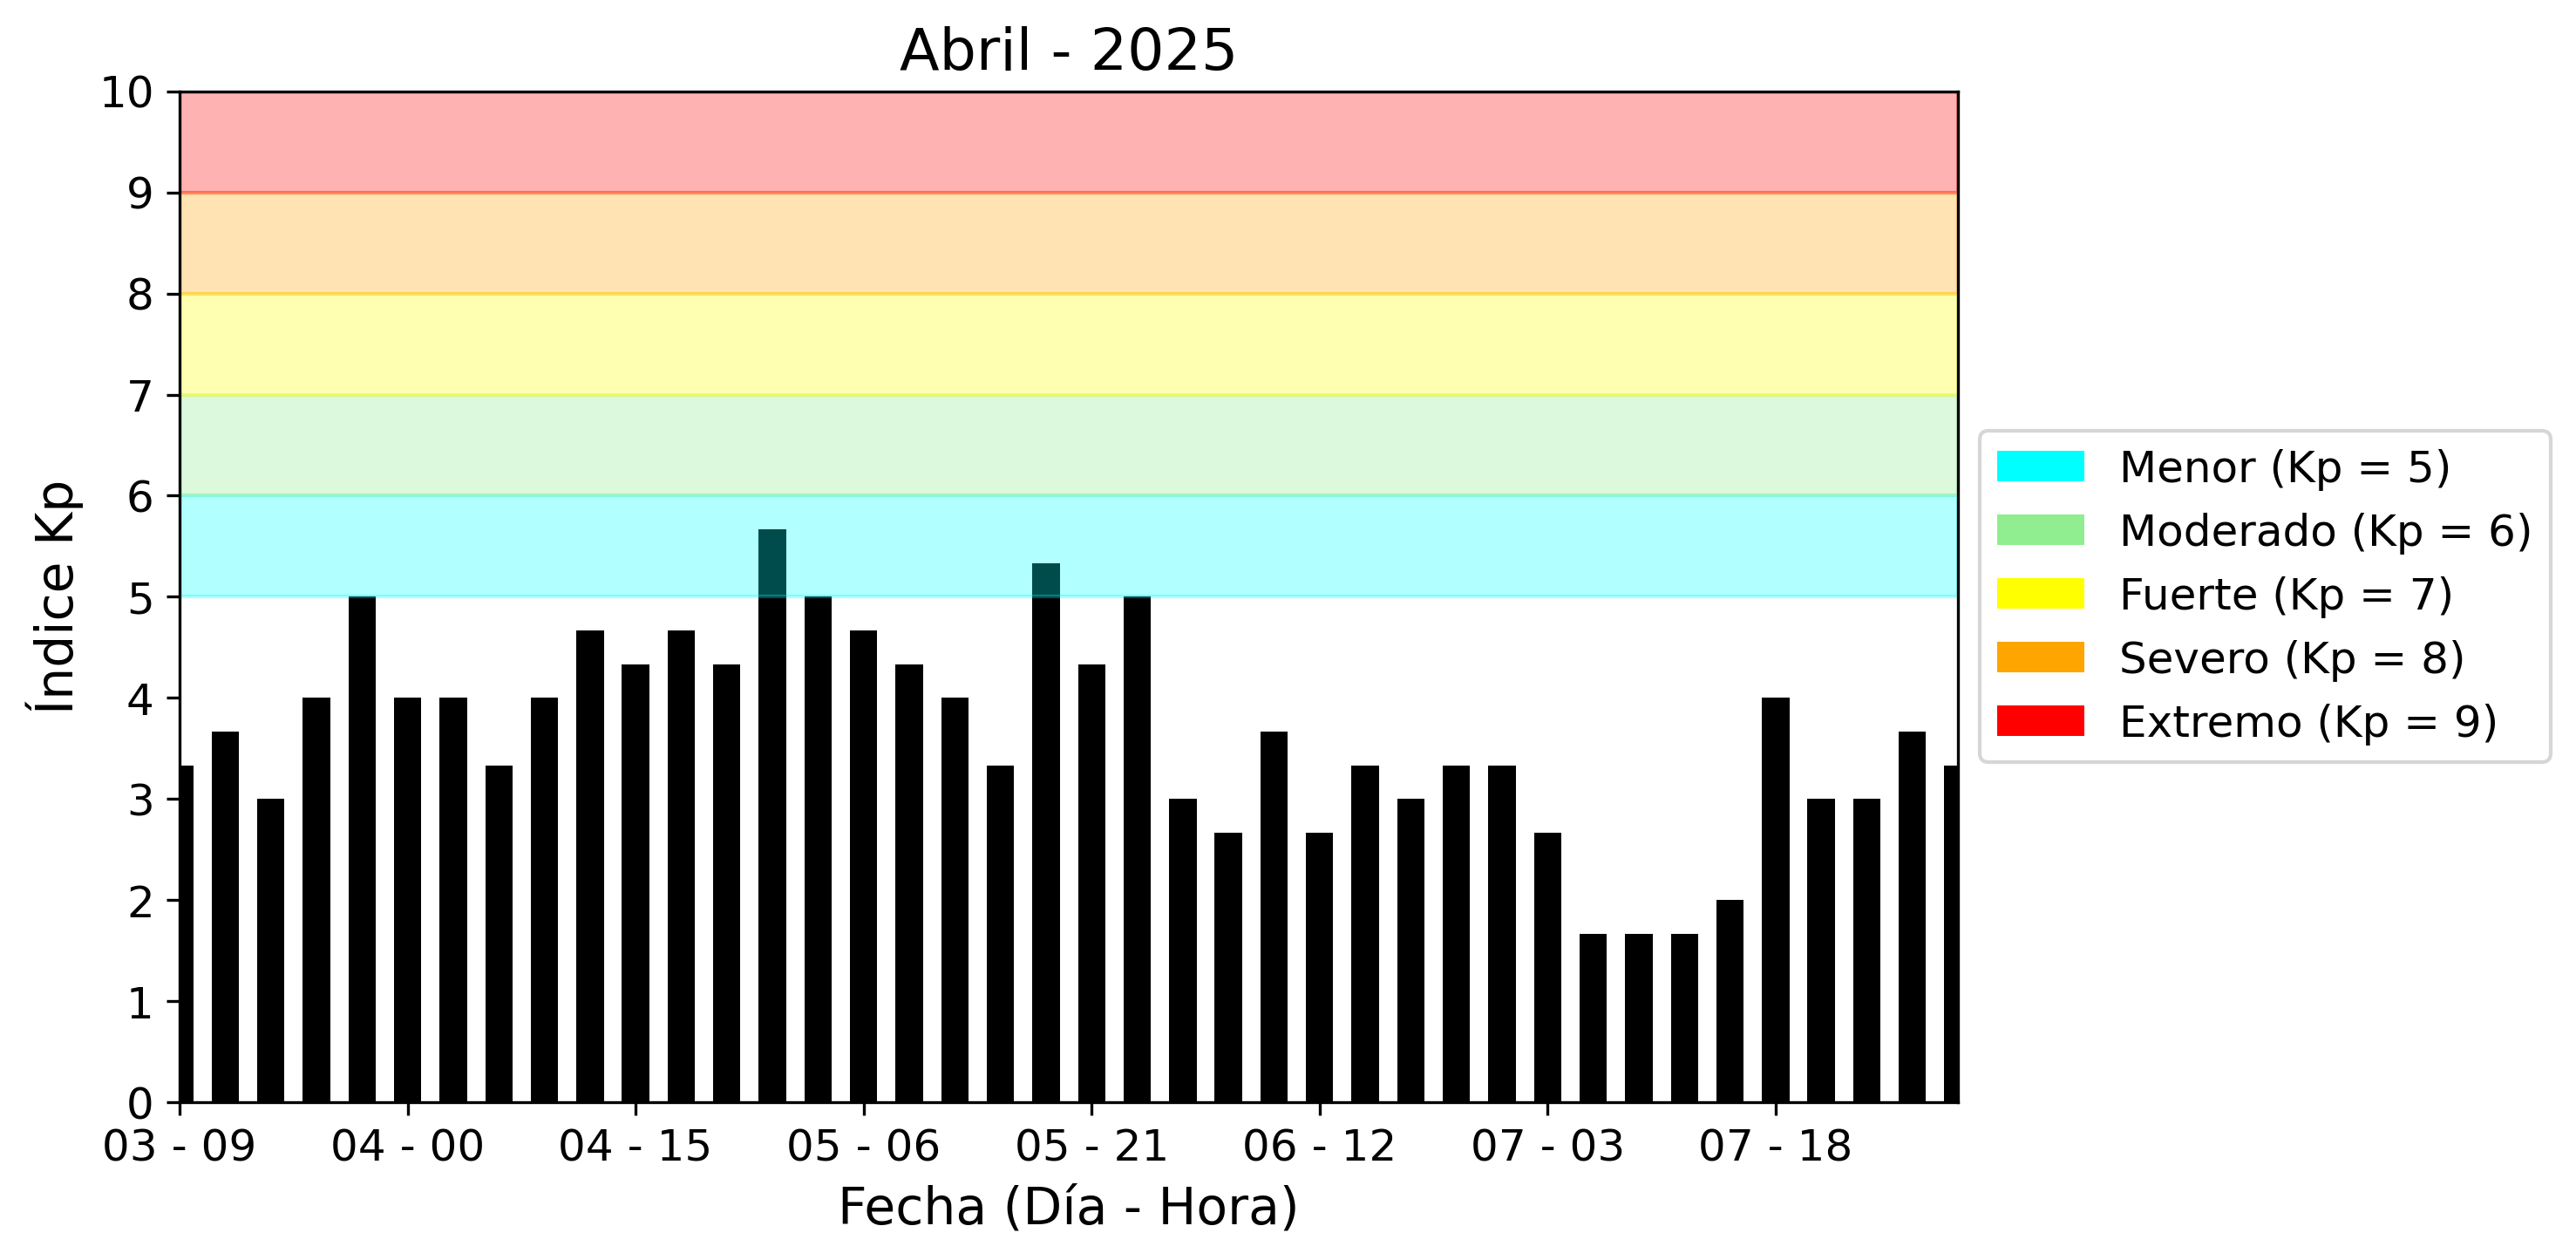 Abril - 2025
10
9
8
7
6
5
4
3
2
1
0
Índice Kp
03 - 09
04 - 00
04 - 15
05 - 06
05 - 21
06 - 12
07 - 03
07 - 18
Fecha (Día - Hora)
Menor (Kp = 5)
Moderado (Kp = 6)
Fuerte (Kp = 7)
Severo (Kp = 8)
Extremo (Kp = 9)